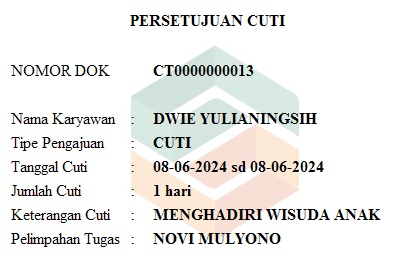 PERSETUJUAN CUTI
NOMOR DOK CT0000000013
Nama Karyawan : DWIE YULIANINGSIH
Tipe Pengajuan : CUTI
Tanggal Cuti : 08-06-2024 sd 08-06-2024
Jumlah Cuti : 1 hari
Keterangan Cuti : MENGHADIRI WISUDA ANAK
Pelimpahan Tugas : NOVI MULYONO